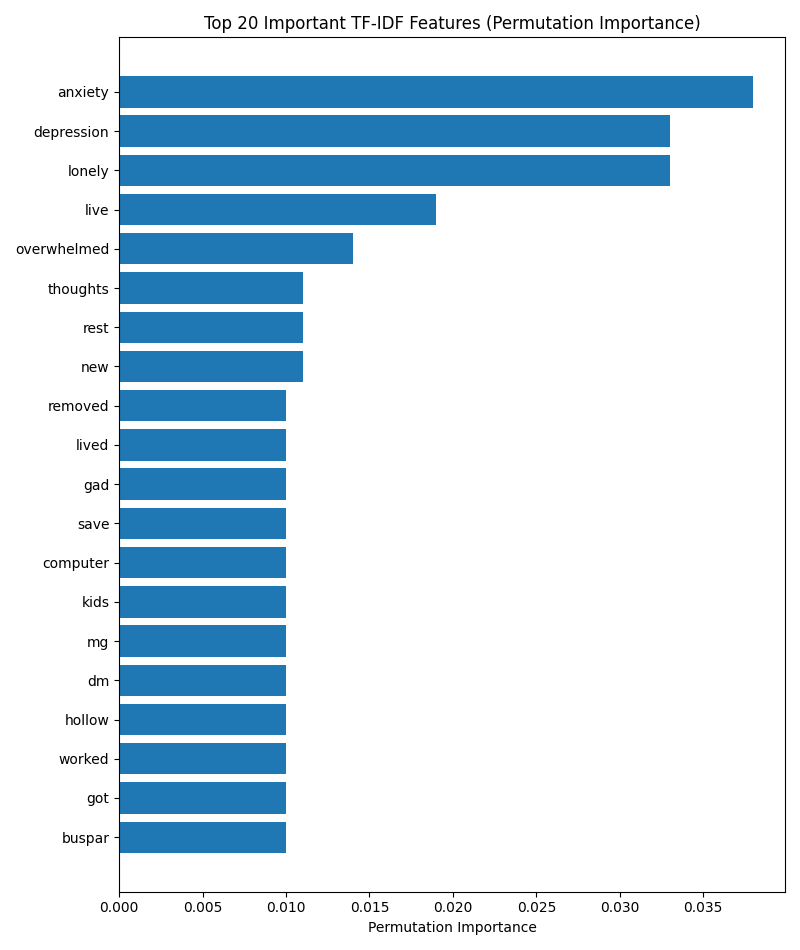 Top 20 Important TF-IDF Features (Permutation Importance)
anxiety
depression
lonely
live
overwhelmed
thoughts
rest
new
removed
lived
gad
save
computer
kids
mg
dm
hollow
worked
got
buspar
0.000 0.005 0.010 0.015 0.020 0.025 0.030 0.035
Permutation Importance